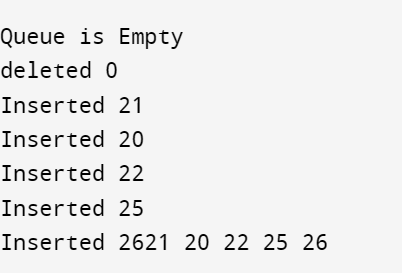 Queue is Empty
deleted 0
Inserted 21
Inserted 20
Inserted 22
Inserted 25
Inserted 2621 20 22 25 26